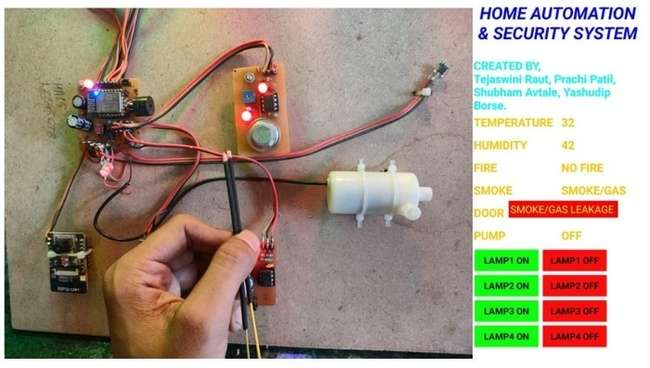 HOME AUTOMATION
& SECURITY SYSTEM
CREATED BY,
Tejaswini Raut, Prachi Patil,
Shubham Avtale, Yashudip
Borse.
TEMPERATURE 32
HUMIDITY 42
FIRE NO FIRE
SMOKE SMOKE/GAS
DOOR SMOKE/GAS LEAKAGE
PUMP OFF
LAMP1 ON LAMP1 OFF
LAMP2 ON LAMP2 OFF
LAMP3 ON LAMP3 OFF
LAMP4 ON LAMP4 OFF